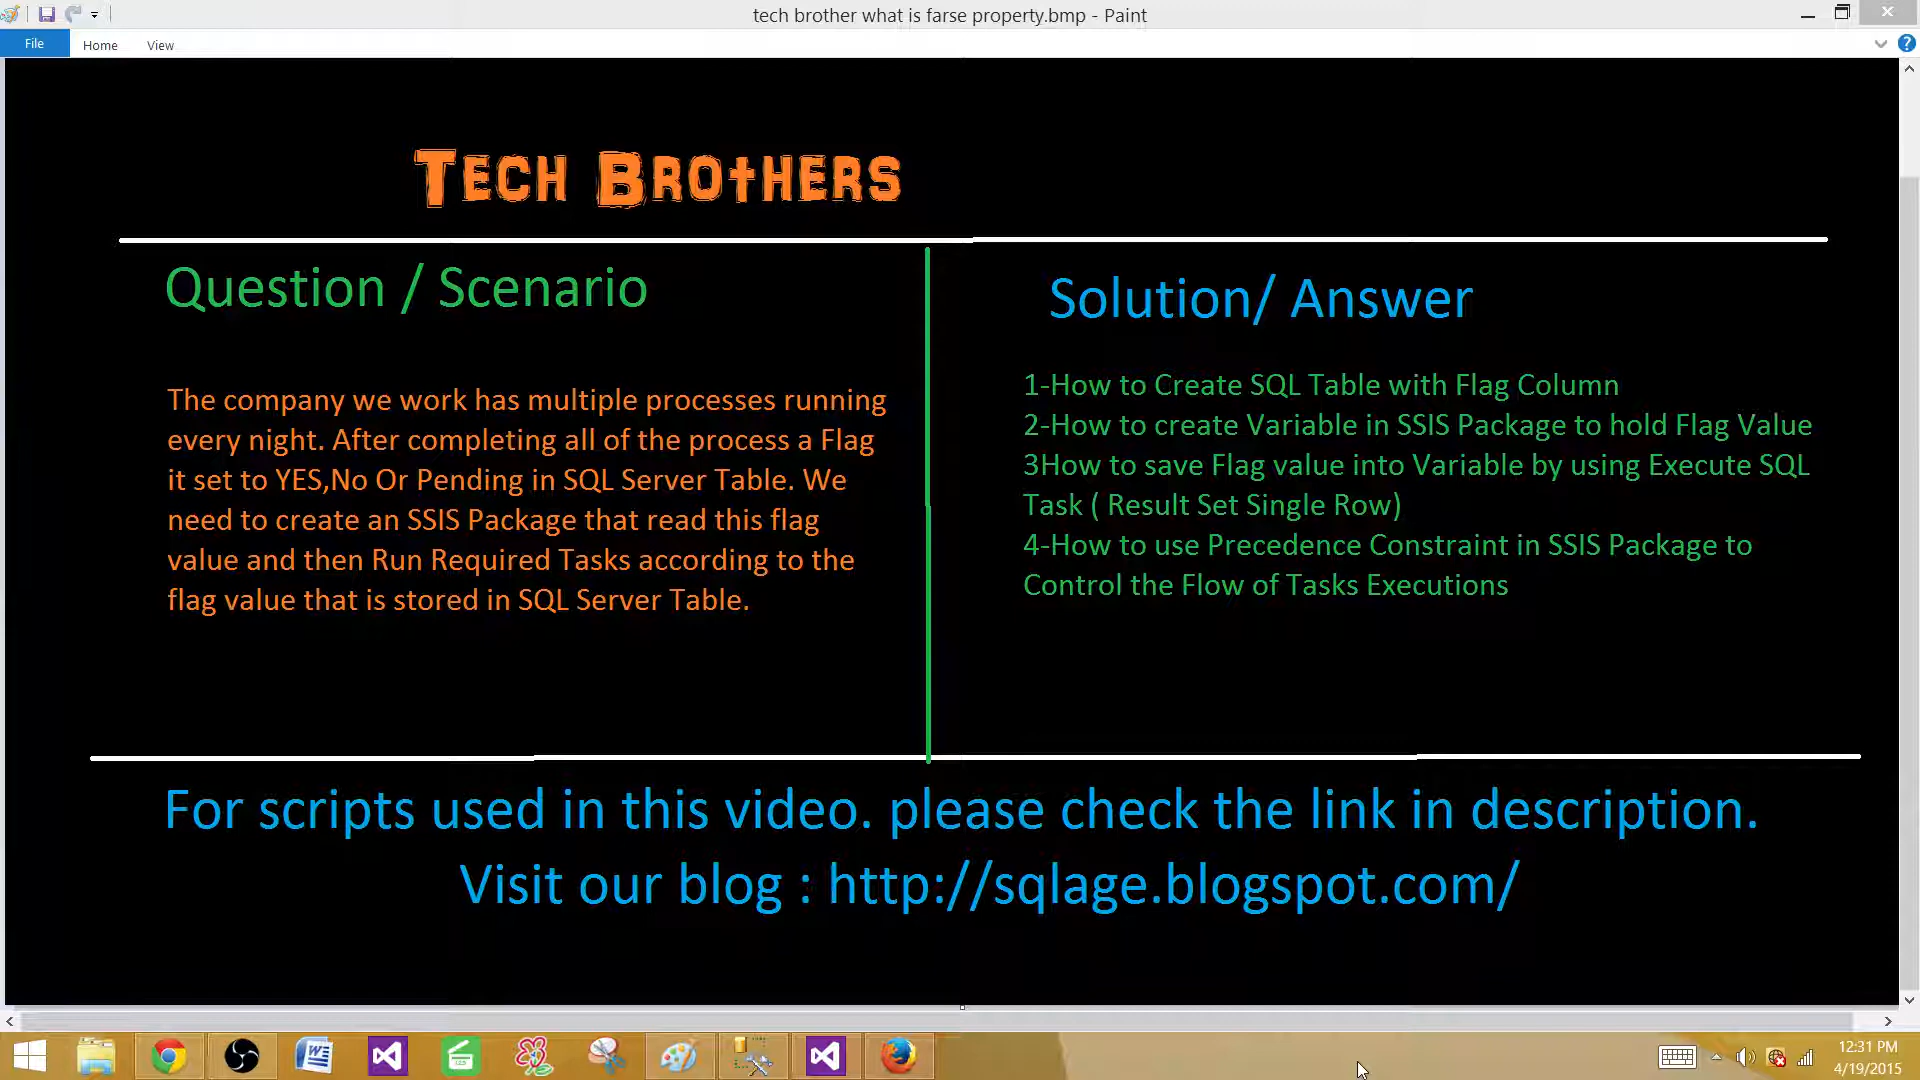 tech brother what is farse property.bmp - Paint
File Home View
Tech Brothers
Question / Scenario
The company we work has multiple processes running
every night. After completing all of the process a Flag
it set to YES,No Or Pending in SQL Server Table. We
need to create an SSIS Package that read this flag
value and then Run Required Tasks according to the
flag value that is stored in SQL Server Table.
Solution/ Answer
1-How to Create SQL Table with Flag Column
2-How to create Variable in SSIS Package to hold Flag Value
3How to save Flag value into Variable by using Execute SQL
Task ( Result Set Single Row)
4-How to use Precedence Constraint in SSIS Package to
Control the Flow of Tasks Executions
For scripts used in this video. please check the link in description.
Visit our blog : http://sqlage.blogspot.com/
12:31 PM
4/19/2015